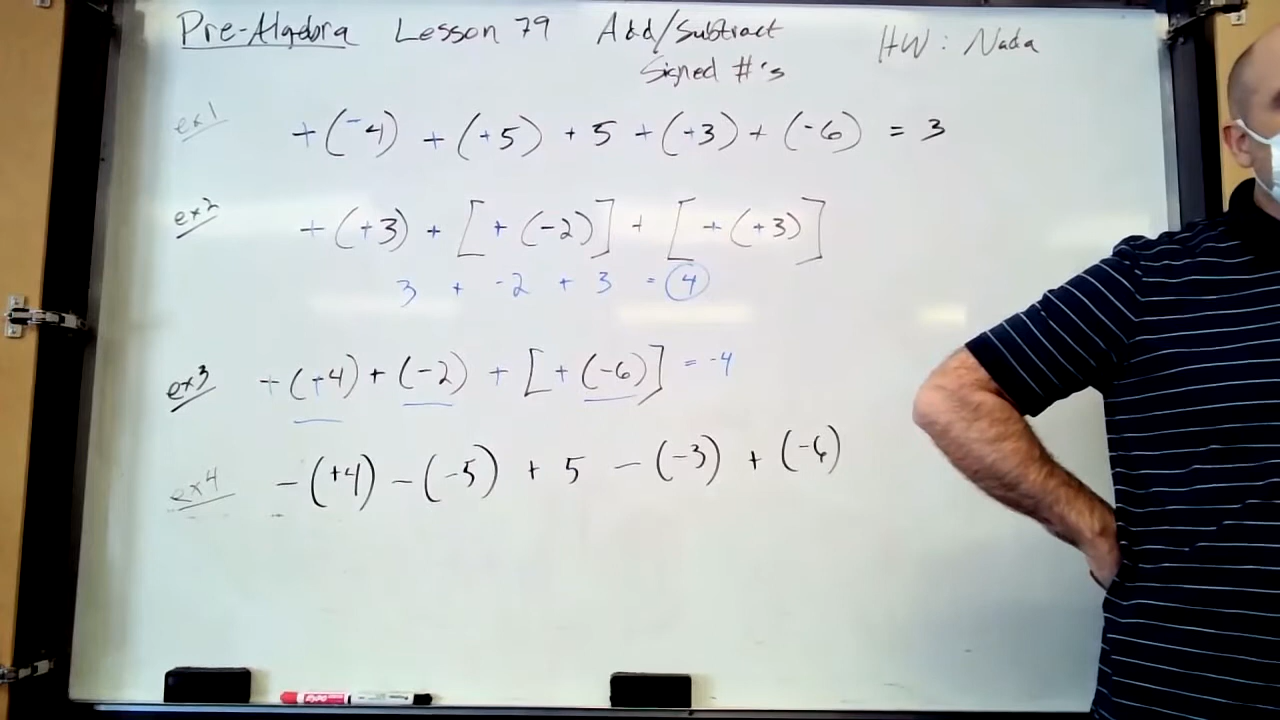 Pre-Algebra Lesson 79 Add/Subtract HW: Nada
Signed #'s
ex1 +(-4) + (+5) + 5 + (+3) + (-6) = 3
ex2 + (+3) + [+ (-2)] + [+ (+3)]
3 + -2 + 3 = 4
ex3 + (+4) + (-2) + [+ (-6)] = -4
ex4 - (+4) - (-5) + 5 - (-3) + (-6)
EXPO